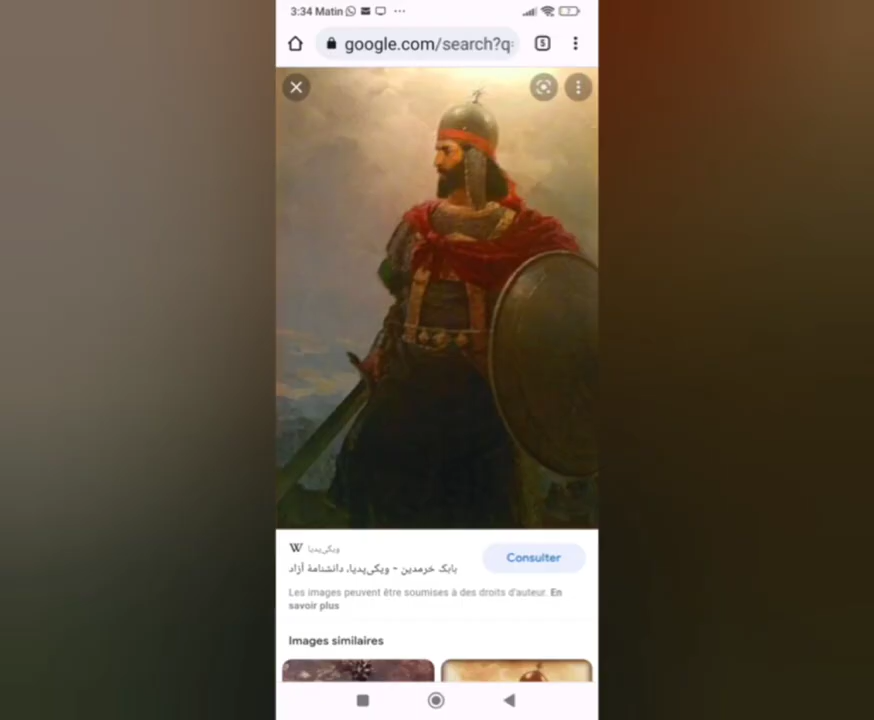 3:34 Matin
google.com/search?q=
5
7
W ویکی‌پدیا
بابک خرمدین - ویکی‌پدیا، دانشنامهٔ آزاد
Consulter
Les images peuvent être soumises à des droits d'auteur. En
savoir plus
Images similaires